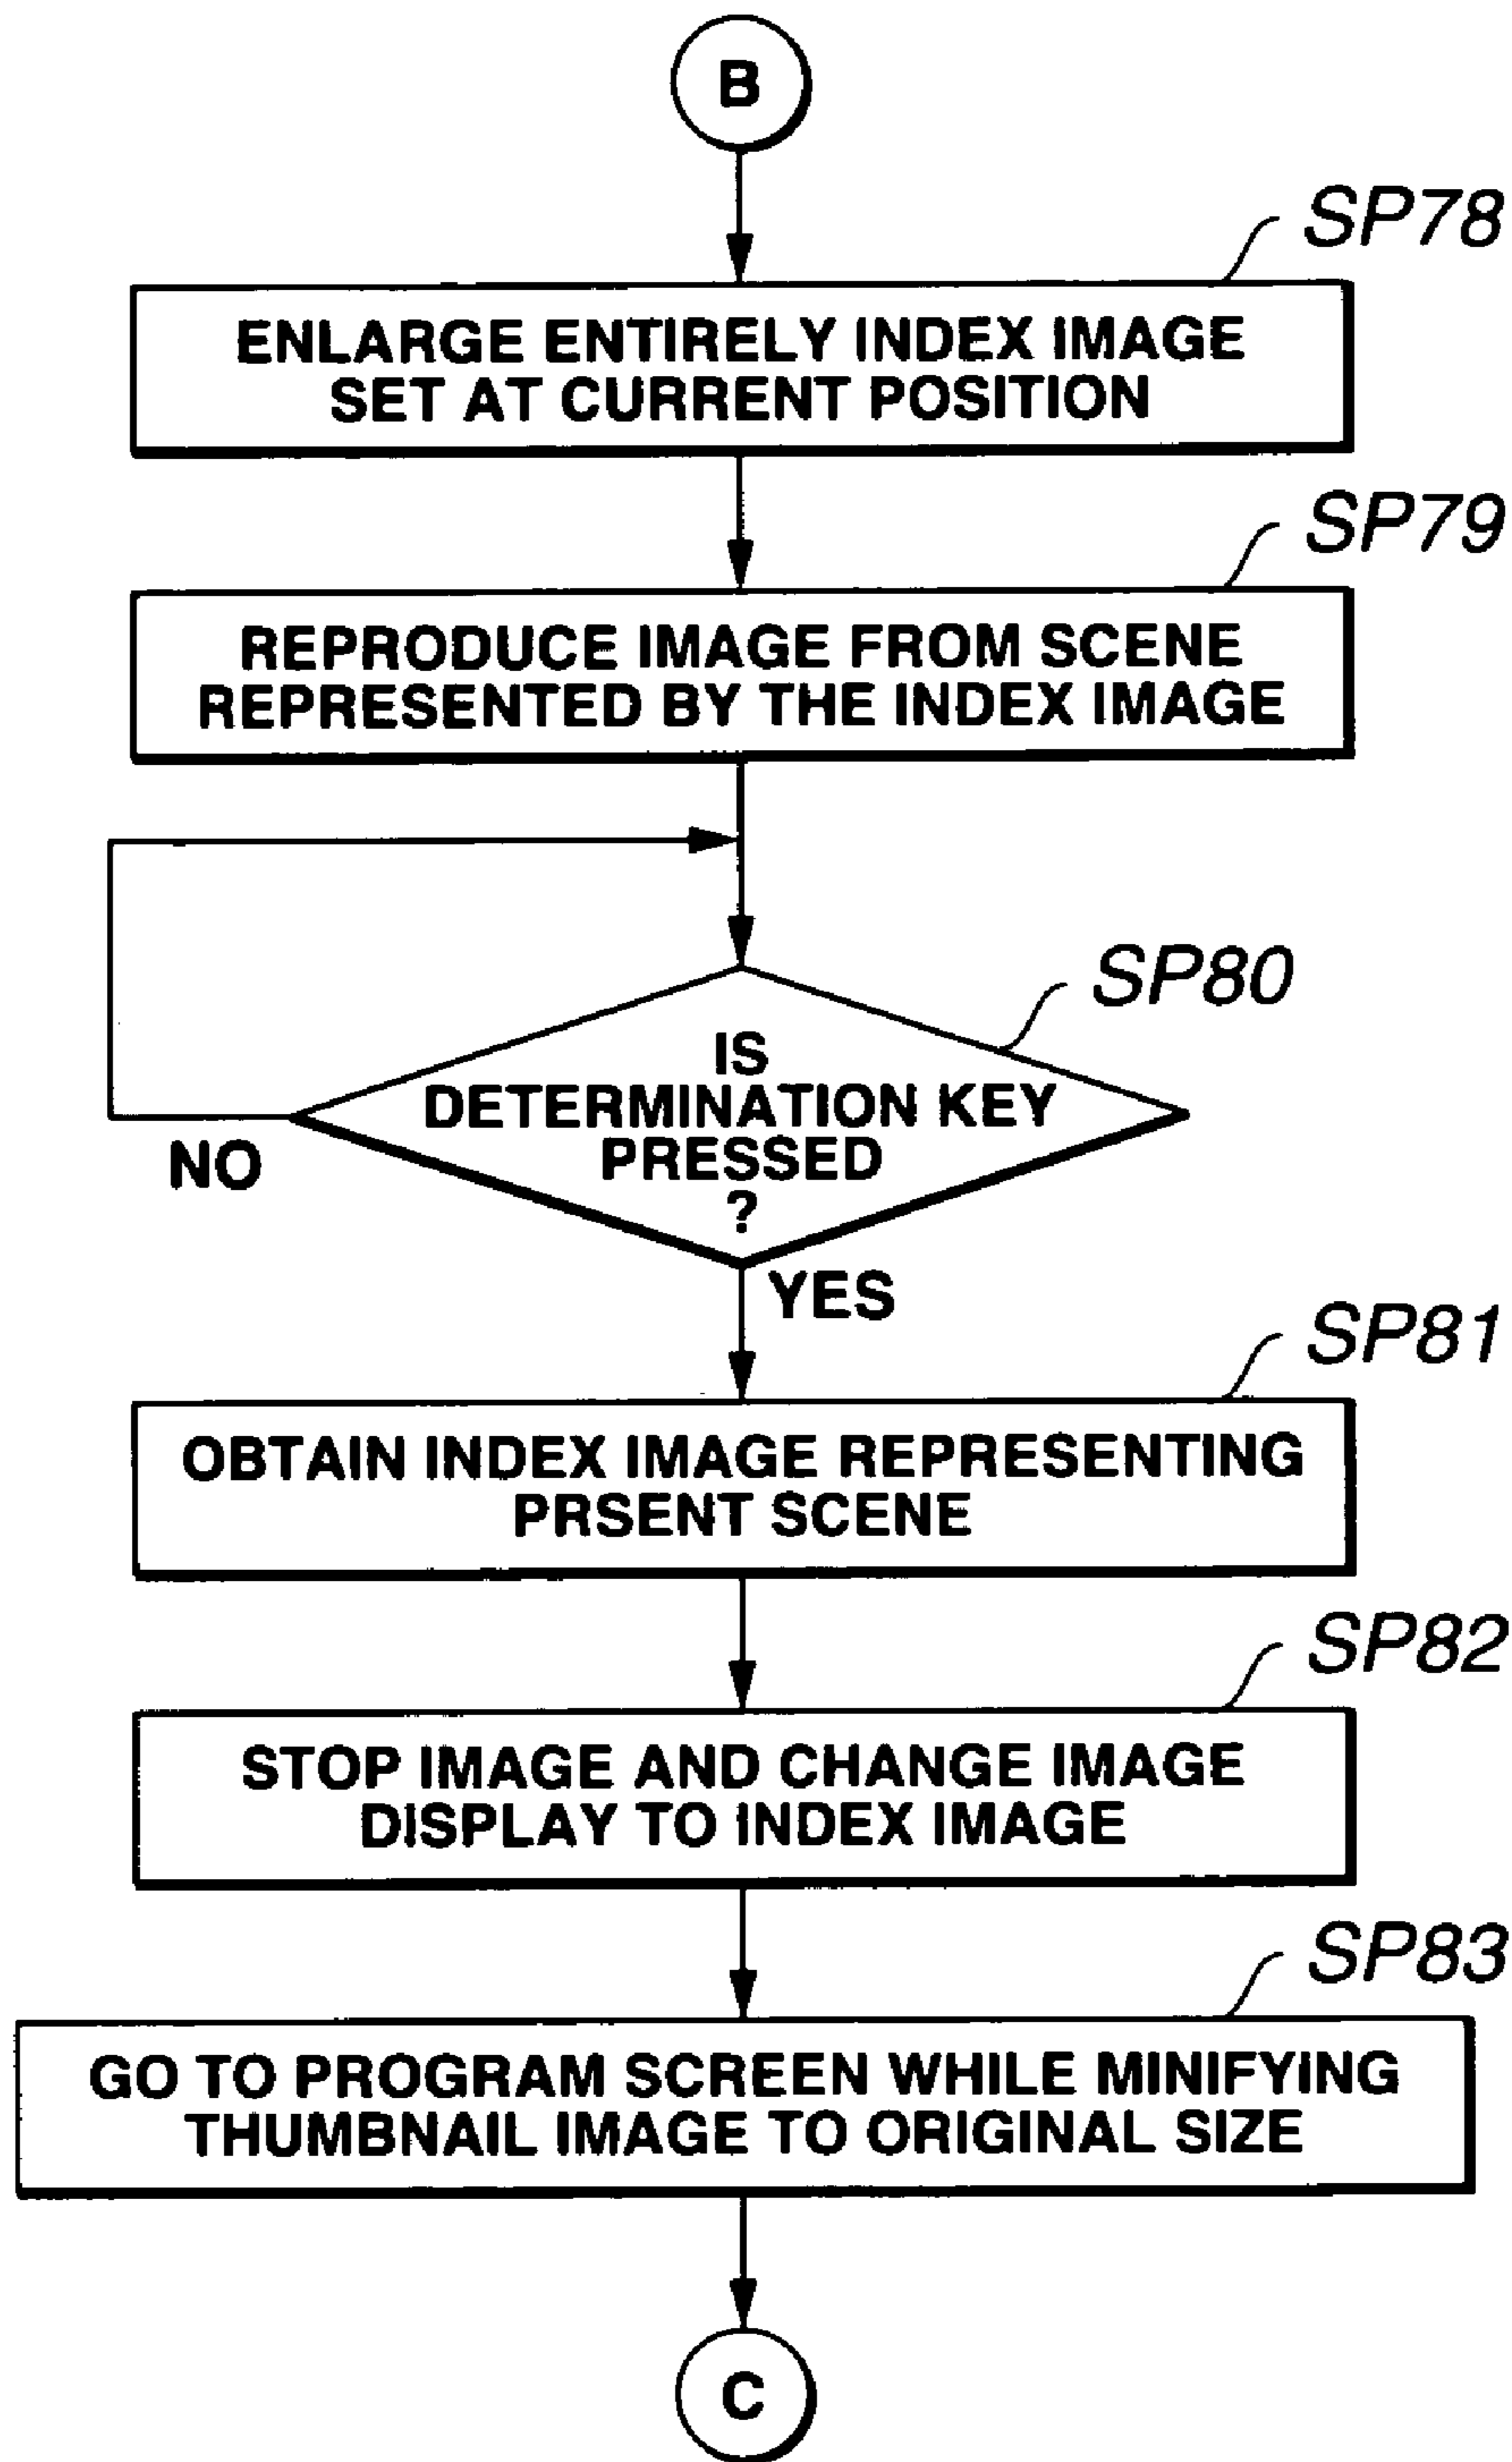 B
SP78
ENLARGE ENTIRELY INDEX IMAGE
SET AT CURRENT POSITION
SP79
REPRODUCE IMAGE FROM SCENE
REPRESENTED BY THE INDEX IMAGE
SP80
IS
DETERMINATION KEY
PRESSED
?
NO
YES
SP81
OBTAIN INDEX IMAGE REPRESENTING
PRSENT SCENE
SP82
STOP IMAGE AND CHANGE IMAGE
DISPLAY TO INDEX IMAGE
SP83
GO TO PROGRAM SCREEN WHILE MINIFYING
THUMBNAIL IMAGE TO ORIGINAL SIZE
C